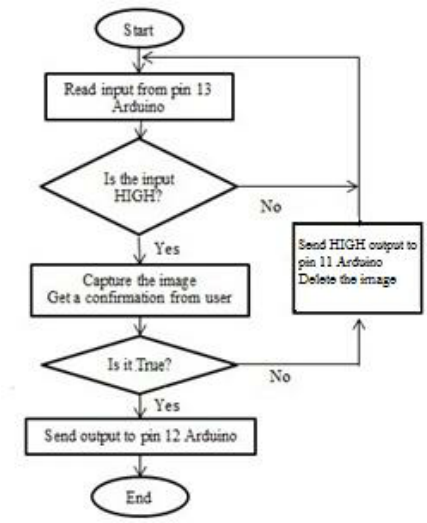 Start
Read input from pin 13
Arduino
Is the input
HIGH?
No
Yes
Send HIGH output to
pin 11 Arduino
Delete the image
Capture the image
Get a confirmation from user
Is it True?
No
Yes
Send output to pin 12 Arduino
End